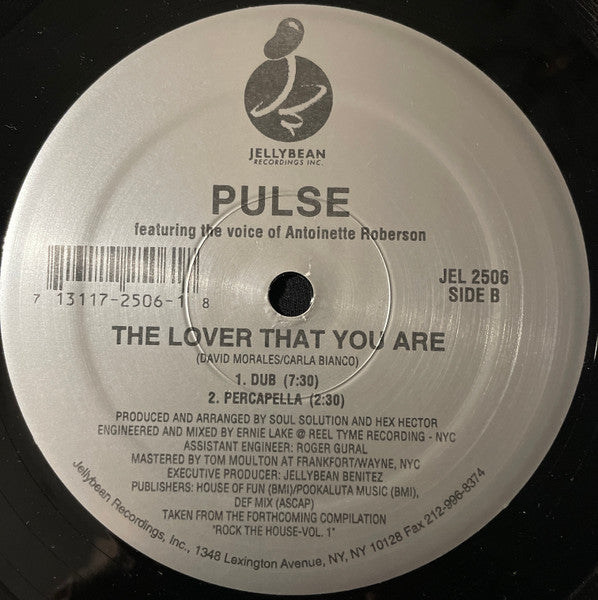 JELLYBEAN
RECORDINGS INC.
PULSE
featuring the voice of Antoinette Roberson
7 13117-2506-1 8
JEL 2506
SIDE B
THE LOVER THAT YOU ARE
(DAVID MORALES/CARLA BIANCO)
1. DUB (7:30)
2. PERCAPELLA (2:30)
PRODUCED AND ARRANGED BY SOUL SOLUTION AND HEX HECTOR
ENGINEERED AND MIXED BY ERNIE LAKE @ REEL TYME RECORDING - NYC
ASSISTANT ENGINEER: ROGER GURAL
MASTERED BY TOM MOULTON AT FRANKFORT/WAYNE, NYC
EXECUTIVE PRODUCER: JELLYBEAN BENITEZ
PUBLISHERS: HOUSE OF FUN (BMI)/POOKALUTA MUSIC (BMI),
DEF MIX (ASCAP)
TAKEN FROM THE FORTHCOMING COMPILATION
"ROCK THE HOUSE-VOL. 1"
Jellybean Recordings, Inc., 1348 Lexington Avenue, NY, NY 10128 Fax 212-996-8374